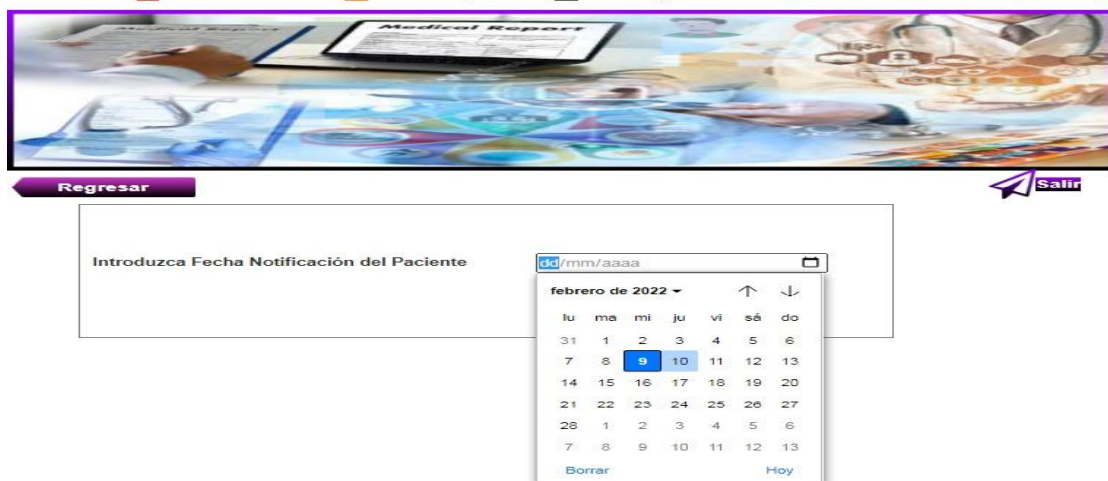 Medical Report
Medical Report
Regresar
Salir
Introduzca Fecha Notificación del Paciente
dd/mm/aaaa
febrero de 2022
lu ma mi ju vi sá do
31 1 2 3 4 5 6
7 8 9 10 11 12 13
14 15 16 17 18 19 20
21 22 23 24 25 26 27
28 1 2 3 4 5 6
7 8 9 10 11 12 13
Borrar Hoy